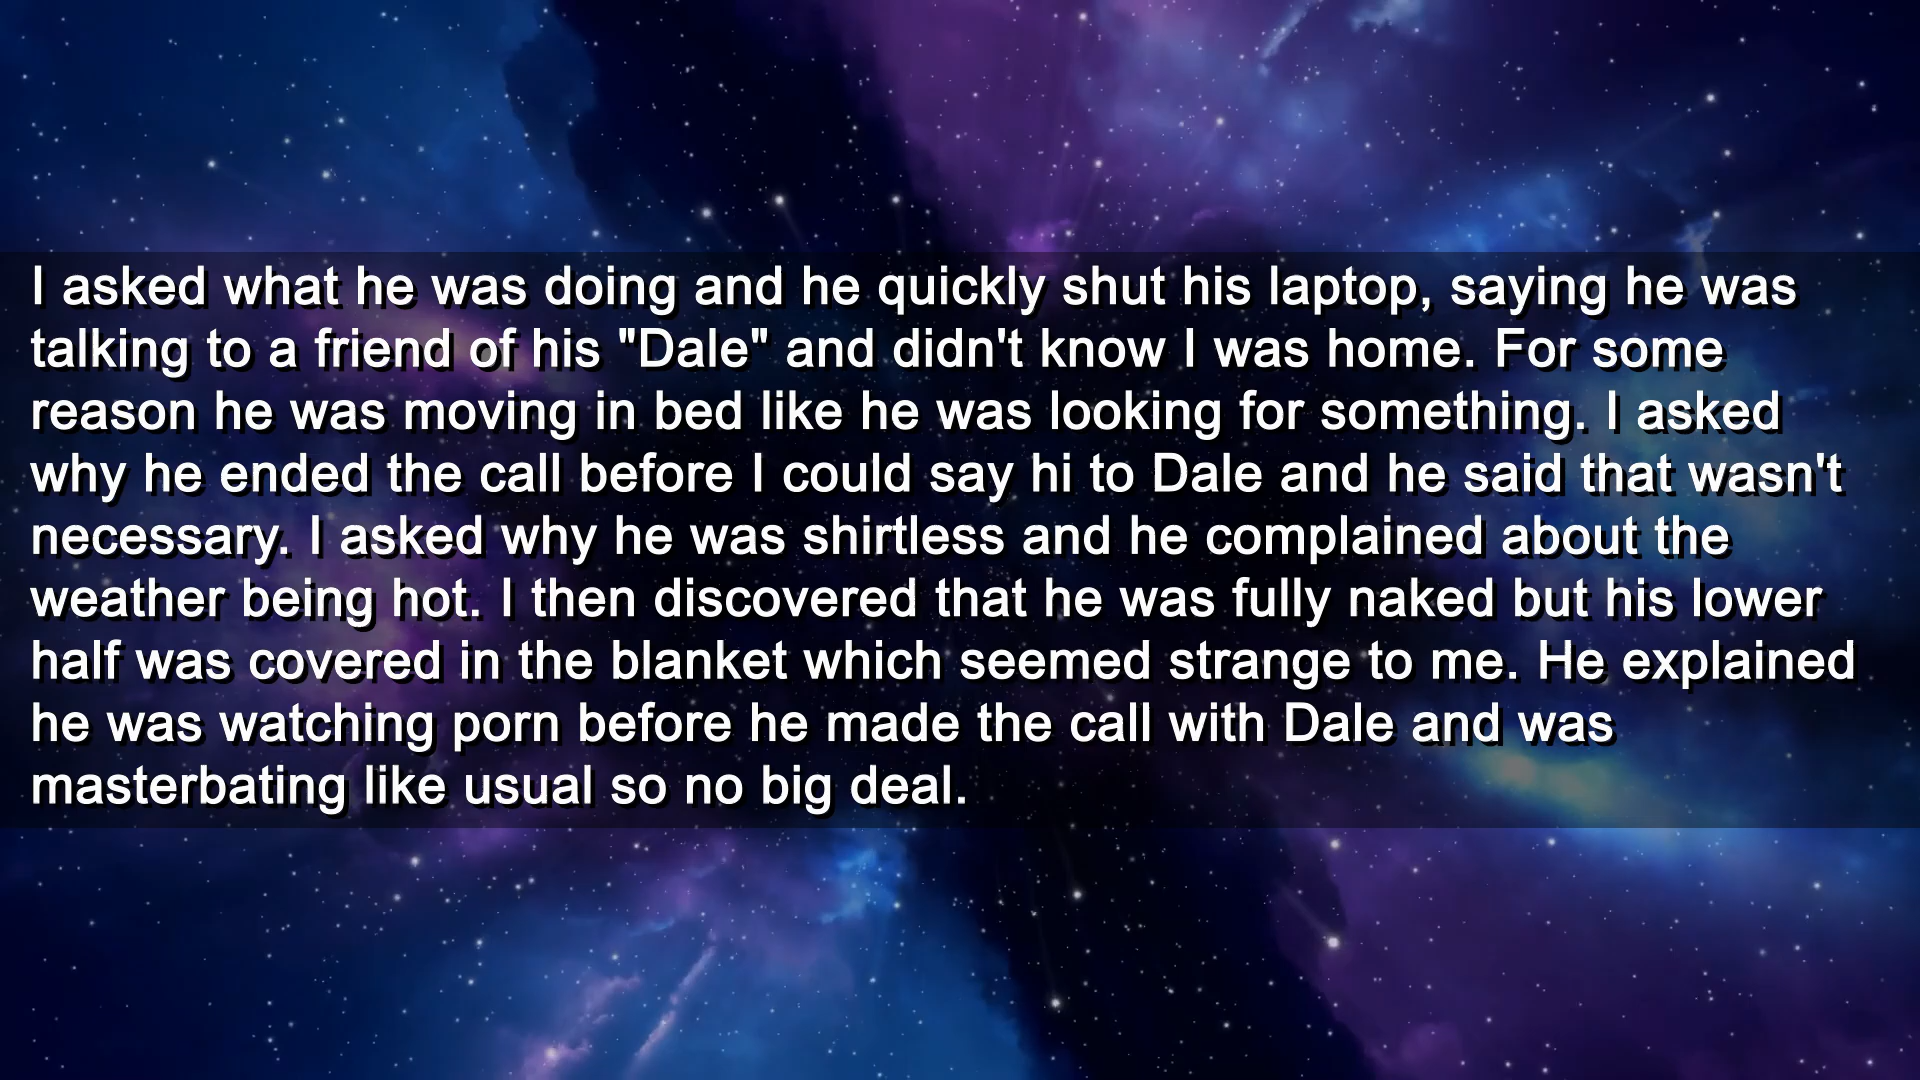 I asked what he was doing and he quickly shut his laptop, saying he was
talking to a friend of his "Dale" and didn't know I was home. For some
reason he was moving in bed like he was looking for something. I asked
why he ended the call before I could say hi to Dale and he said that wasn't
necessary. I asked why he was shirtless and he complained about the
weather being hot. I then discovered that he was fully naked but his lower
half was covered in the blanket which seemed strange to me. He explained
he was watching porn before he made the call with Dale and was
masterbating like usual so no big deal.